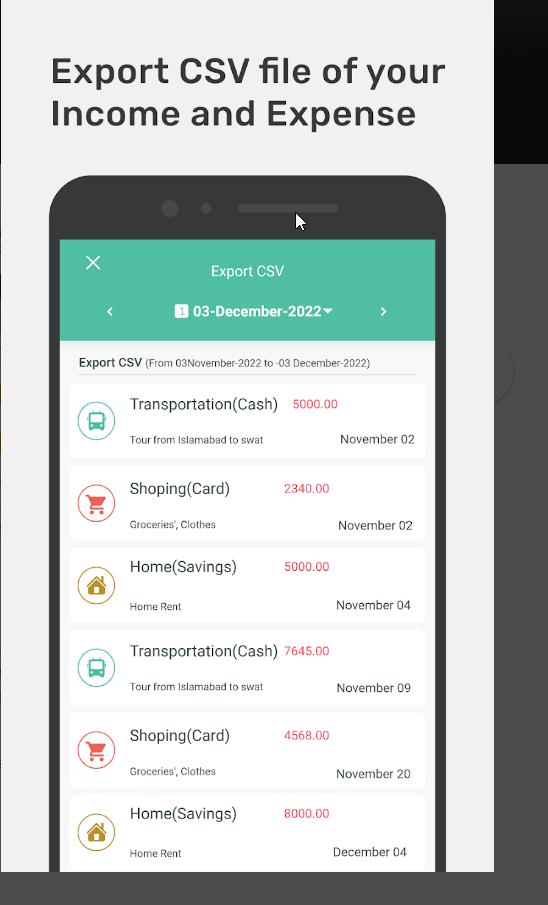 Export CSV file of your
Income and Expense
Export CSV
1 03-December-2022
Export CSV (From 03November-2022 to -03 December-2022)
Transportation(Cash) 5000.00
Tour from Islamabad to swat November 02
Shoping(Card) 2340.00
Groceries', Clothes November 02
Home(Savings) 5000.00
Home Rent November 04
Transportation(Cash) 7645.00
Tour from Islamabad to swat November 09
Shoping(Card) 4568.00
Groceries', Clothes November 20
Home(Savings) 8000.00
Home Rent December 04